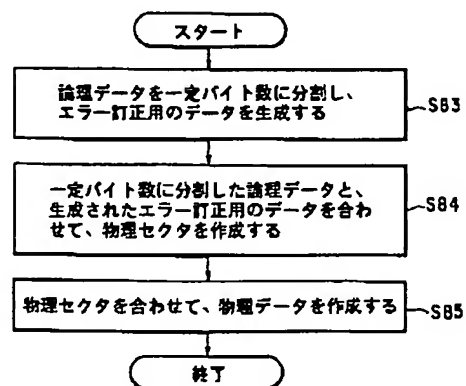 スタート
論理データを一定バイト数に分割し、
エラー訂正用のデータを生成する
S83
一定バイト数に分割した論理データと、
生成されたエラー訂正用のデータを合わ
せて、物理セクタを作成する
S84
物理セクタを合わせて、物理データを作成する
S85
終了